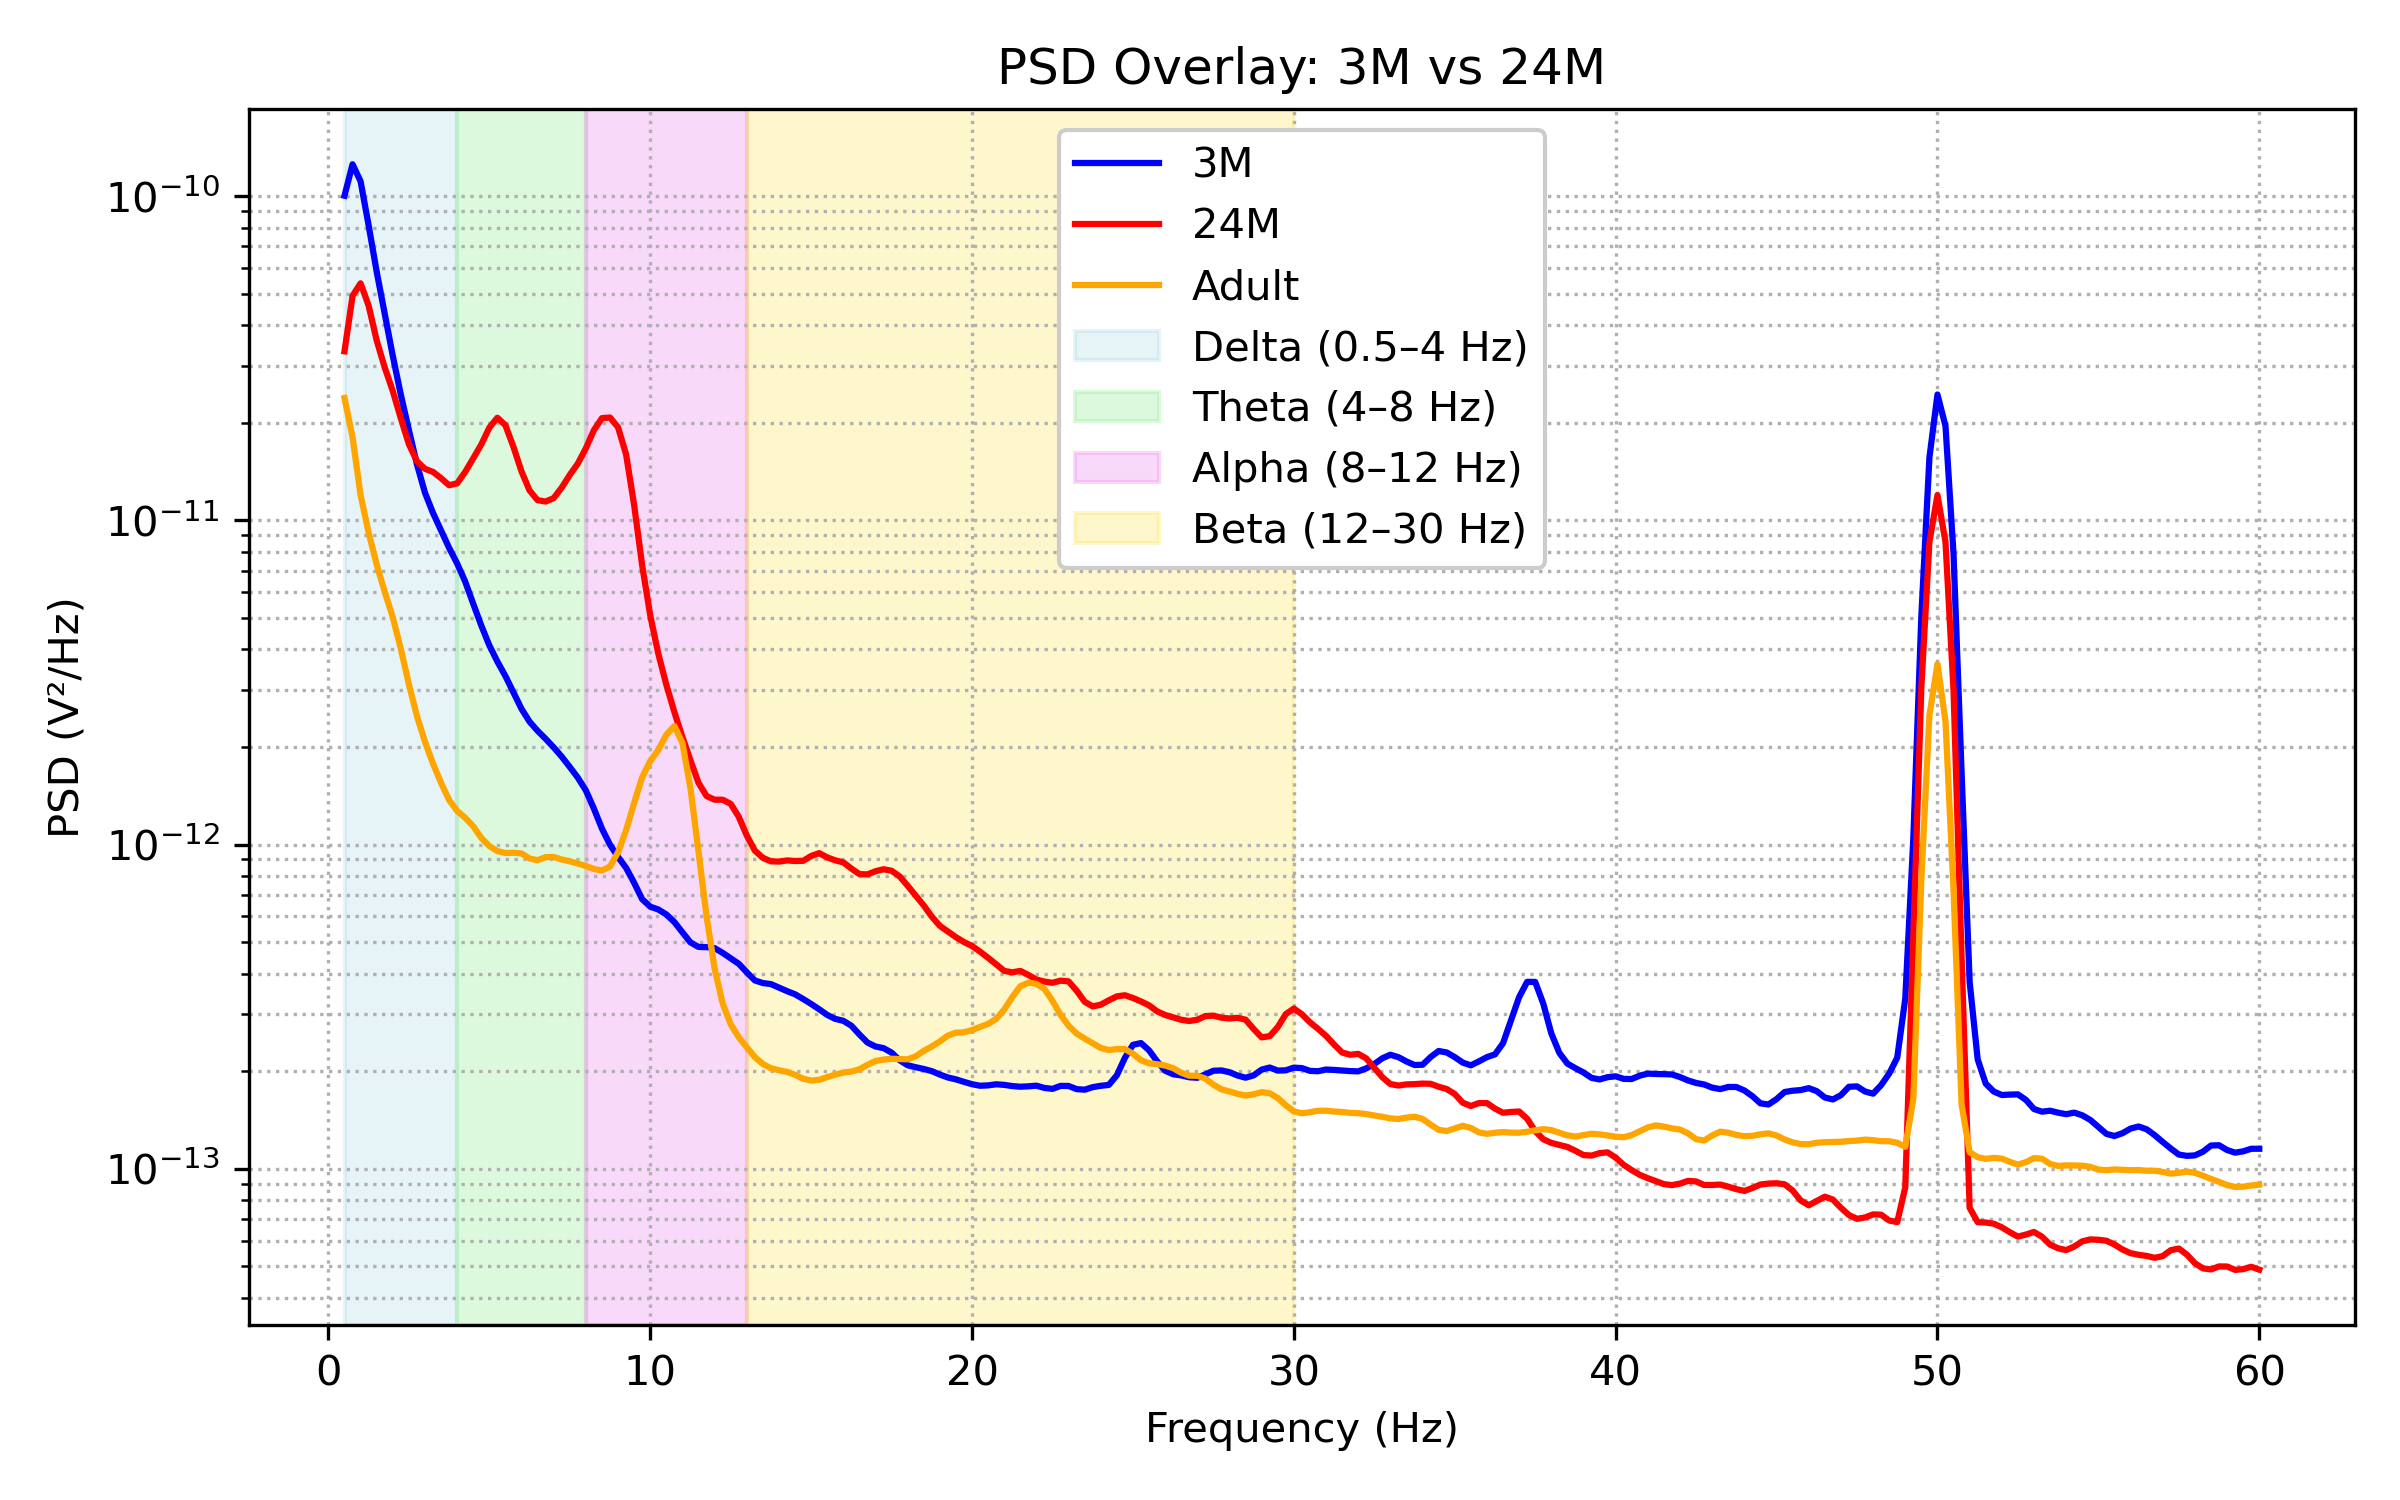 PSD Overlay: 3M vs 24M
3M
24M
Adult
Delta (0.5–4 Hz)
Theta (4–8 Hz)
Alpha (8–12 Hz)
Beta (12–30 Hz)
PSD (V²/Hz)
10⁻¹⁰
10⁻¹¹
10⁻¹²
10⁻¹³
0 10 20 30 40 50 60
Frequency (Hz)